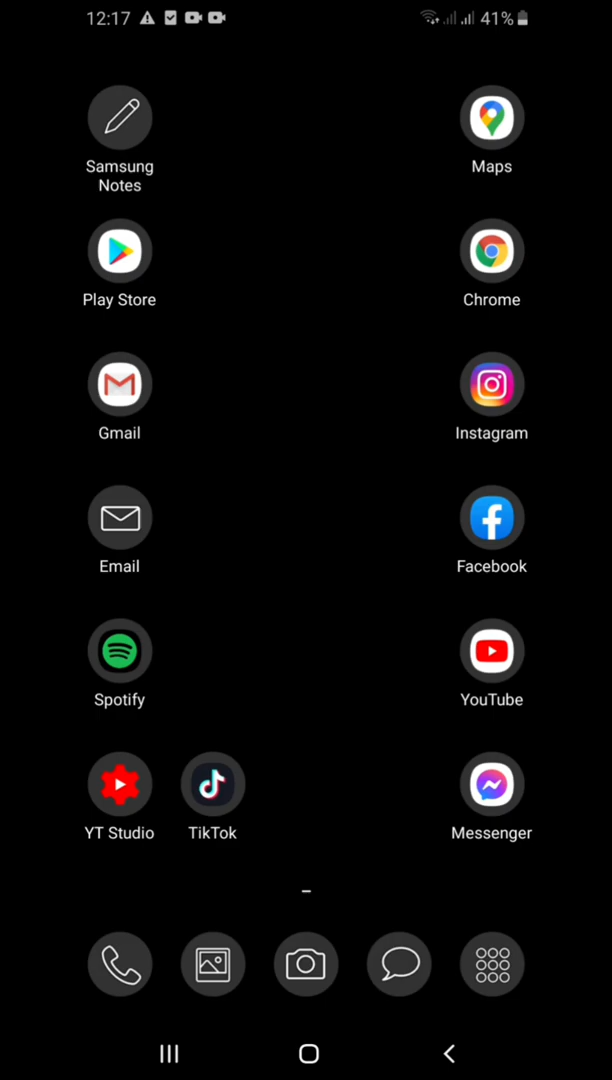 12:17
41%
Samsung
Notes
Maps
Play Store
Chrome
Gmail
Instagram
Email
Facebook
Spotify
YouTube
YT Studio
TikTok
Messenger